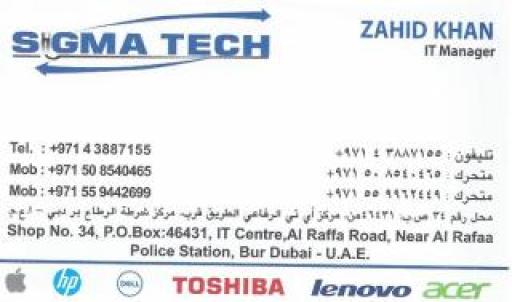 SIGMA TECH
ZAHID KHAN
IT Manager
Tel. : +971 4 3887155
Mob : +971 50 8540465
Mob : +971 55 9442699
تليفون : ٣٨٨٧١٥٥ ٤ ٩٧١+
متحرك : ٨٥٤٠٤٦٥ ٥٠ ٩٧١+
متحرك : ٩٩٦٢٤٤٩ ٥٥ ٩٧١+
محل رقم ٣٤ ص.ب: ٤٦٤٣١من، مركز أي تي الرفاعي الطريق قرب، مركز شرطة الرفاع بر دبي - ا.ع.م
Shop No. 34, P.O.Box:46431, IT Centre,Al Raffa Road, Near Al Rafaa
Police Station, Bur Dubai - U.A.E.
hp DELL TOSHIBA lenovo acer